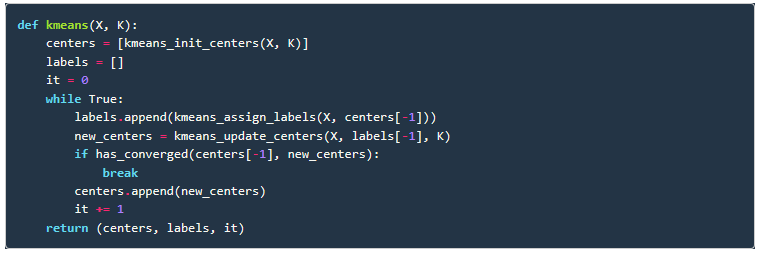 def kmeans(X, K):
    centers = [kmeans_init_centers(X, K)]
    labels = []
    it = 0
    while True:
        labels.append(kmeans_assign_labels(X, centers[-1]))
        new_centers = kmeans_update_centers(X, labels[-1], K)
        if has_converged(centers[-1], new_centers):
            break
        centers.append(new_centers)
        it += 1
    return (centers, labels, it)